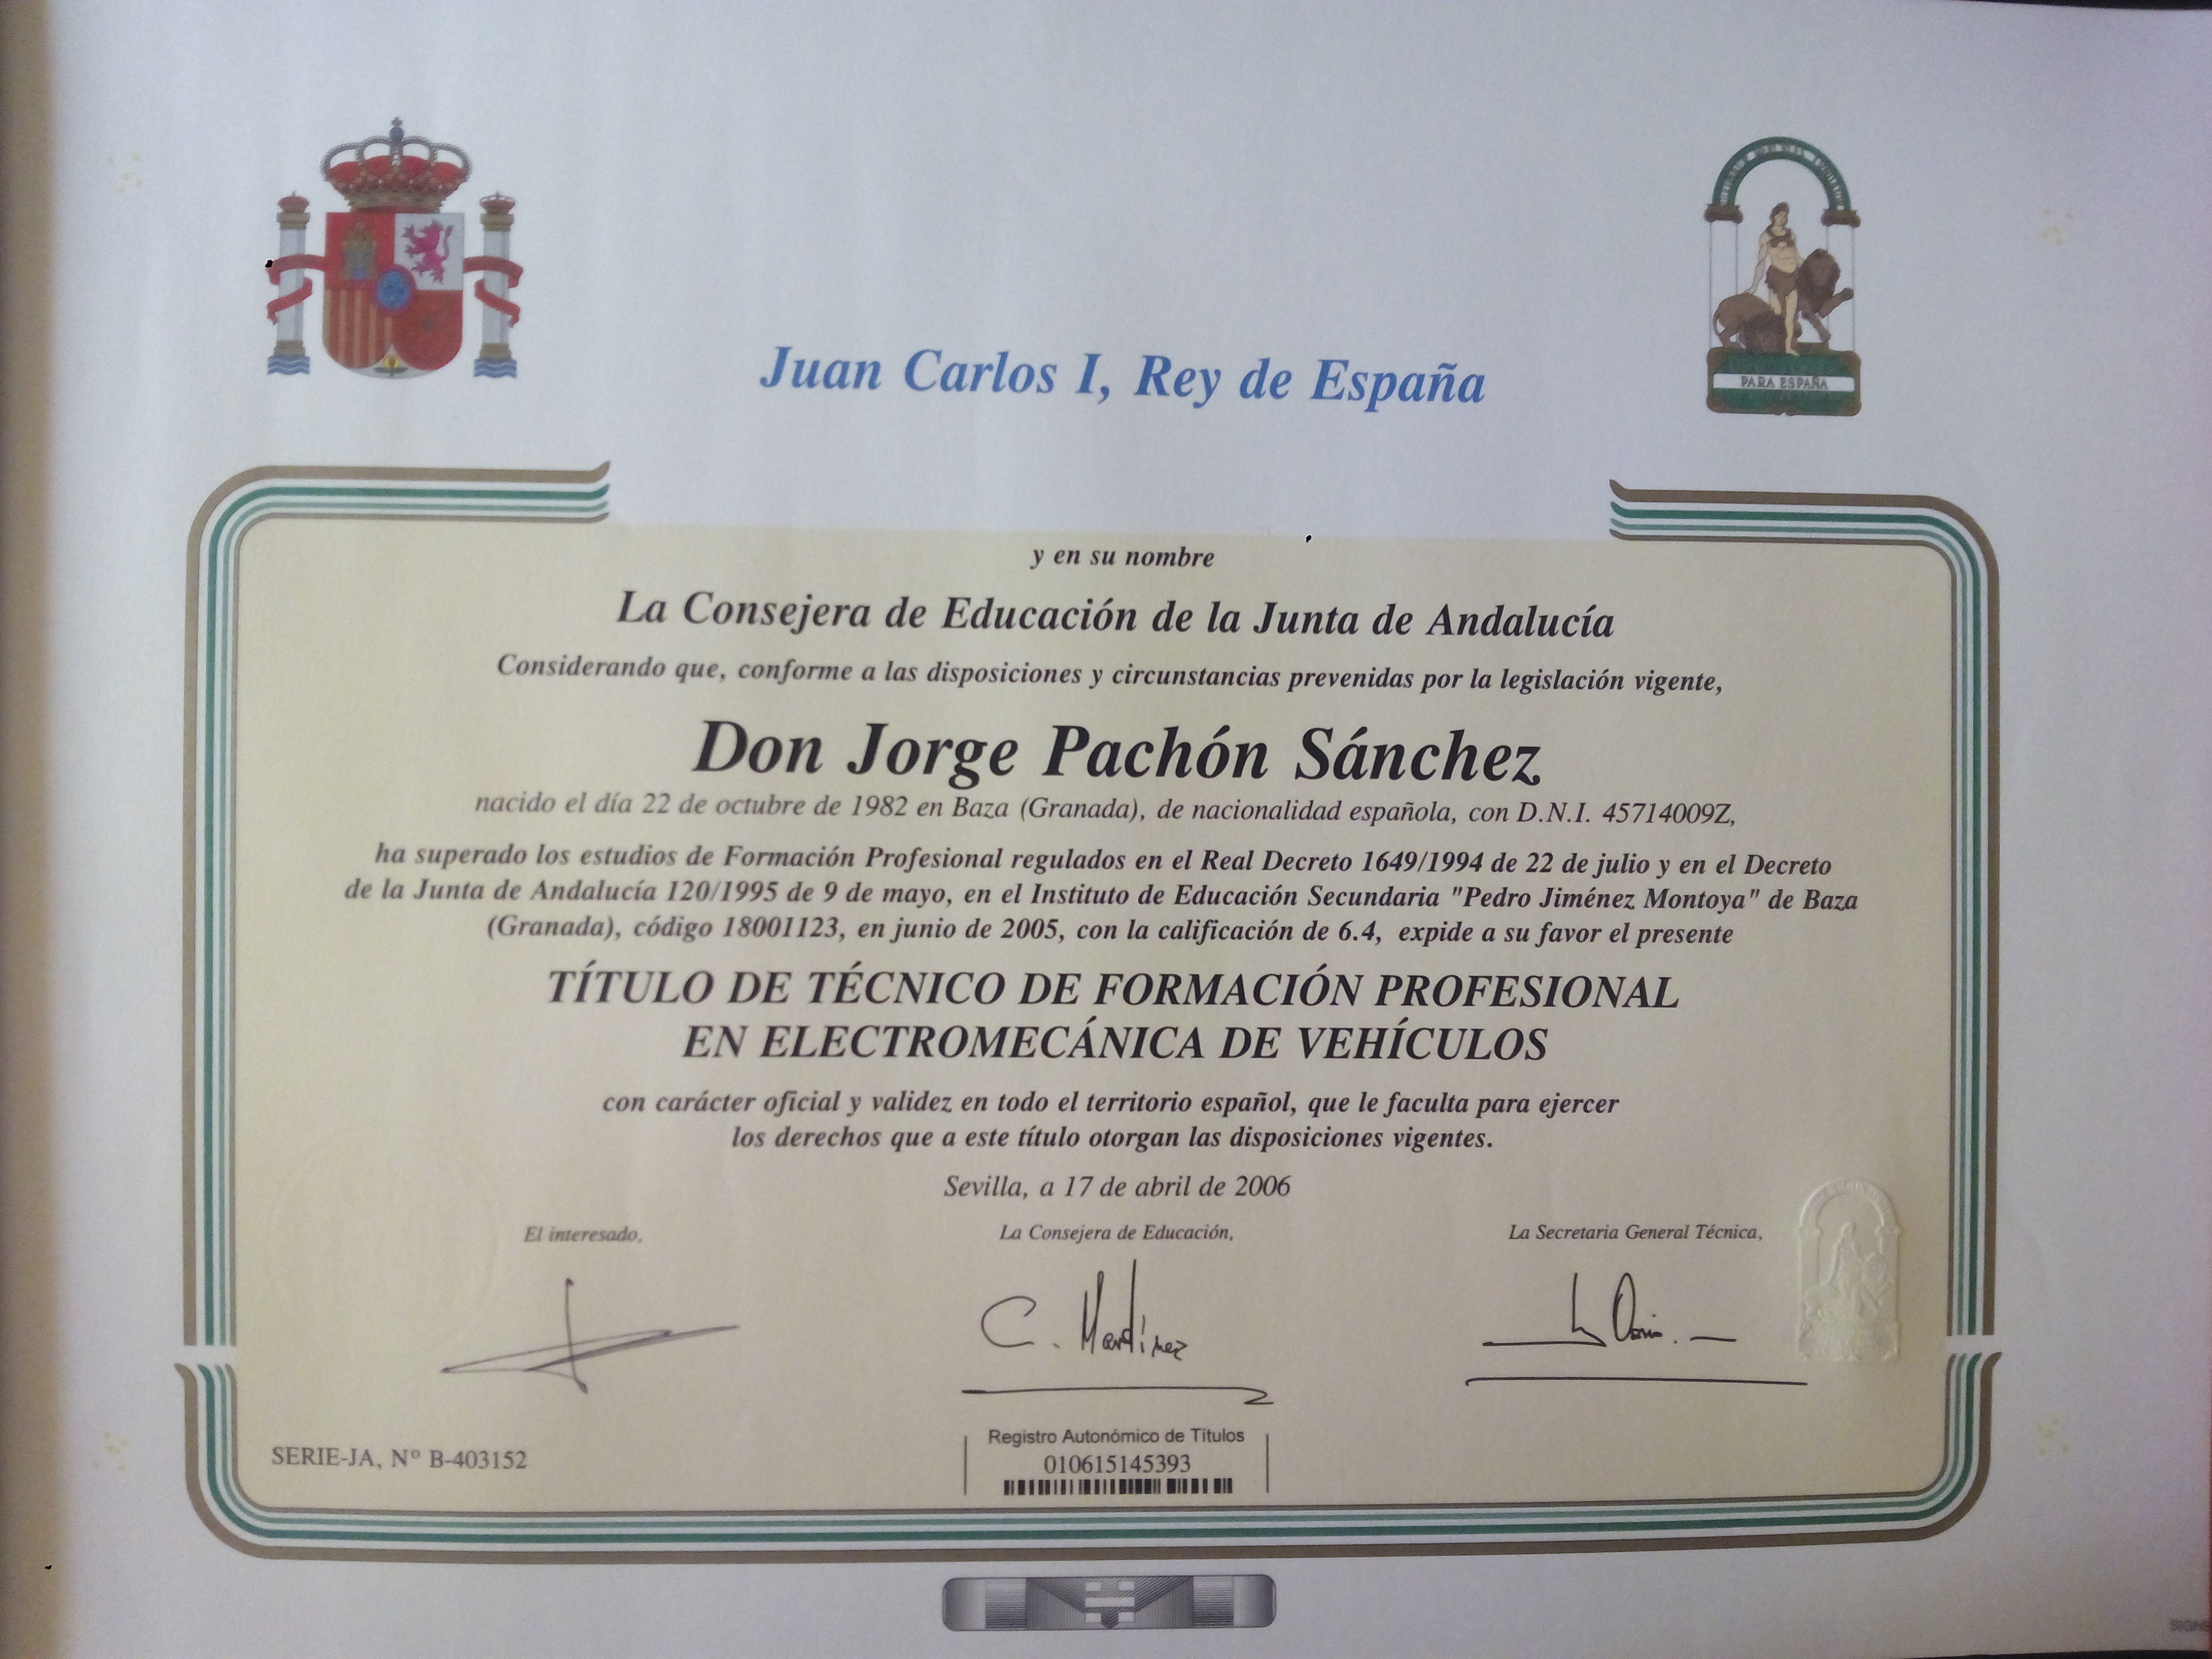 Juan Carlos I, Rey de España
PARA ESPAÑA
y en su nombre
La Consejera de Educación de la Junta de Andalucía
Considerando que, conforme a las disposiciones y circunstancias prevenidas por la legislación vigente,
Don Jorge Pachón Sánchez
nacido el día 22 de octubre de 1982 en Baza (Granada), de nacionalidad española, con D.N.I. 45714009Z,
ha superado los estudios de Formación Profesional regulados en el Real Decreto 1649/1994 de 22 de julio y en el Decreto
de la Junta de Andalucía 120/1995 de 9 de mayo, en el Instituto de Educación Secundaria "Pedro Jiménez Montoya" de Baza
(Granada), código 18001123, en junio de 2005, con la calificación de 6.4, expide a su favor el presente
TÍTULO DE TÉCNICO DE FORMACIÓN PROFESIONAL
EN ELECTROMECÁNICA DE VEHÍCULOS
con carácter oficial y validez en todo el territorio español, que le faculta para ejercer
los derechos que a este título otorgan las disposiciones vigentes.
Sevilla, a 17 de abril de 2006
El interesado,
La Consejera de Educación,
La Secretaria General Técnica,
C. Martínez
Registro Autonómico de Títulos
SERIE-JA, Nº B-403152
010615145393